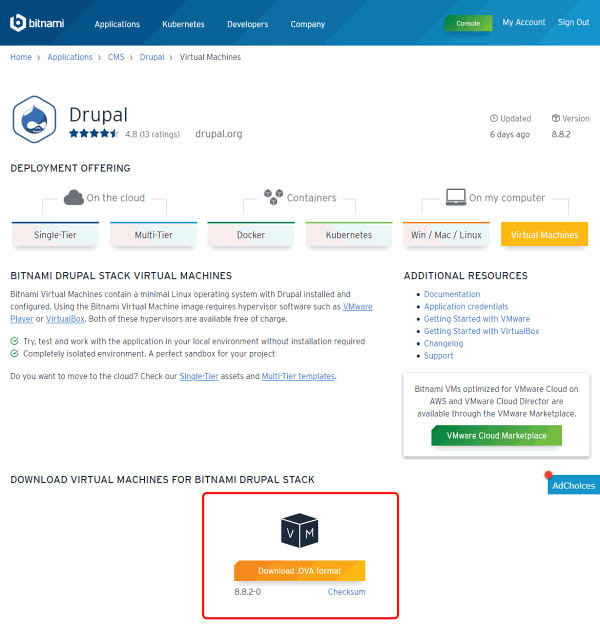 bitnami
Applications
Kubernetes
Developers
Company
Console
My Account
Sign Out
Home > Applications > CMS > Drupal > Virtual Machines
Drupal
4.8 (13 ratings)
drupal.org
Updated
6 days ago
Version
8.8.2
DEPLOYMENT OFFERING
On the cloud
Containers
On my computer
Single-Tier
Multi-Tier
Docker
Kubernetes
Win / Mac / Linux
Virtual Machines
BITNAMI DRUPAL STACK VIRTUAL MACHINES
Bitnami Virtual Machines contain a minimal Linux operating system with Drupal installed and
configured. Using the Bitnami Virtual Machine image requires hypervisor software such as VMware
Player or VirtualBox. Both of these hypervisors are available free of charge.
Try, test and work with the application in your local environment without installation required
Completely isolated environment. A perfect sandbox for your project
Do you want to move to the cloud? Check our Single-Tier assets and Multi-Tier templates.
ADDITIONAL RESOURCES
Documentation
Application credentials
Getting Started with VMware
Getting Started with VirtualBox
Changelog
Support
Bitnami VMs optimized for VMware Cloud on
AWS and VMware Cloud Director are
available through the VMware Marketplace.
VMware Cloud Marketplace
DOWNLOAD VIRTUAL MACHINES FOR BITNAMI DRUPAL STACK
AdChoices
VM
Download .OVA format
8.8.2-0
Checksum